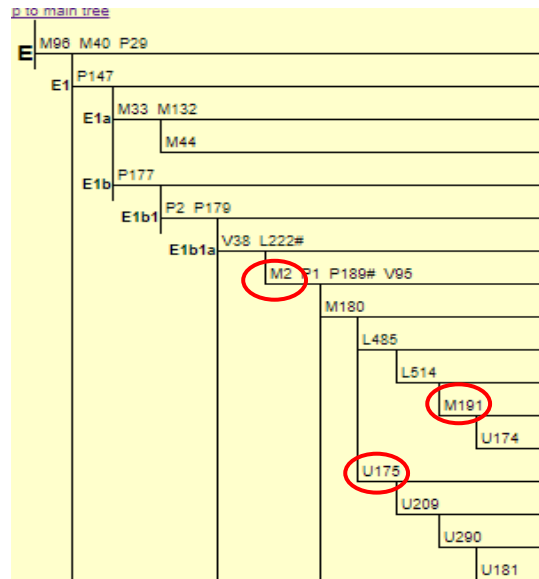 p to main tree
E M96 M40 P29
E1 P147
E1a M33 M132
M44
E1b P177
E1b1 P2 P179
E1b1a V38 L222#
M2 P1 P189# V95
M180
L485
L514
M191
U174
U175
U209
U290
U181